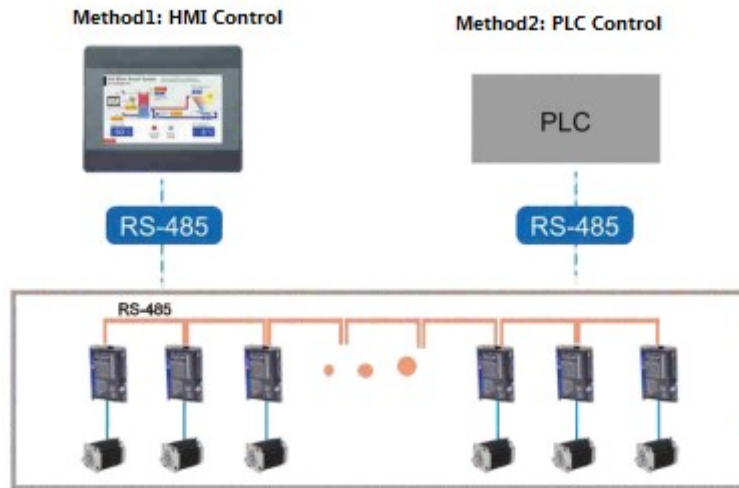 Method1: HMI Control
Method2: PLC Control
PLC
RS-485
RS-485
RS-485